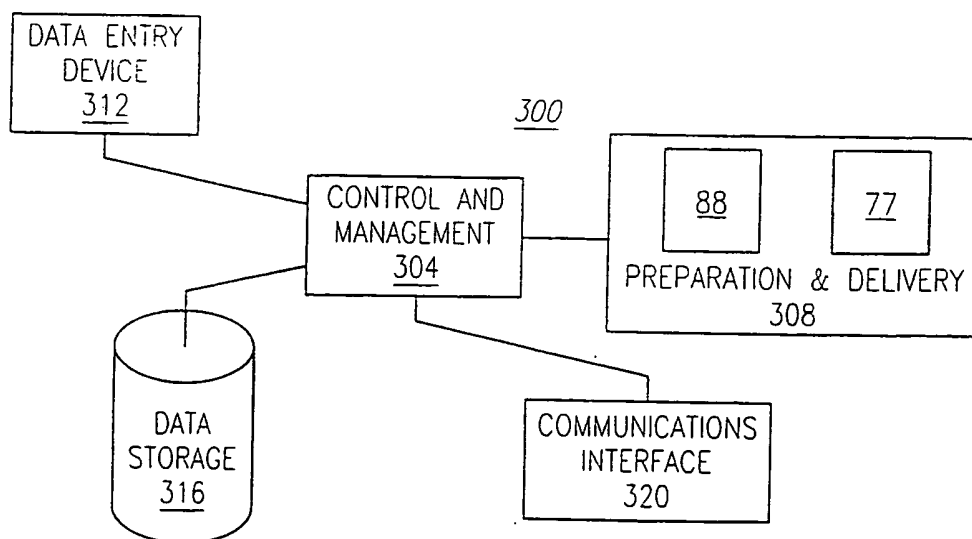 DATA ENTRY
DEVICE
312
300
CONTROL AND
MANAGEMENT
304
88
77
PREPARATION & DELIVERY
308
DATA
STORAGE
316
COMMUNICATIONS
INTERFACE
320